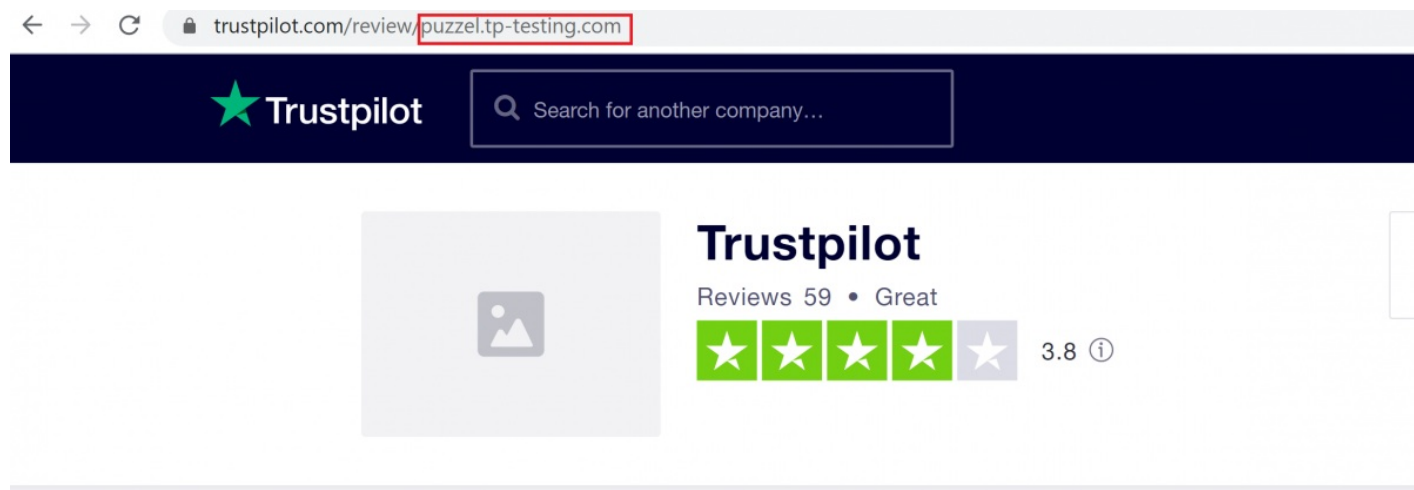 trustpilot.com/review/puzzel.tp-testing.com
Trustpilot
Search for another company...
Trustpilot
Reviews 59 • Great
3.8